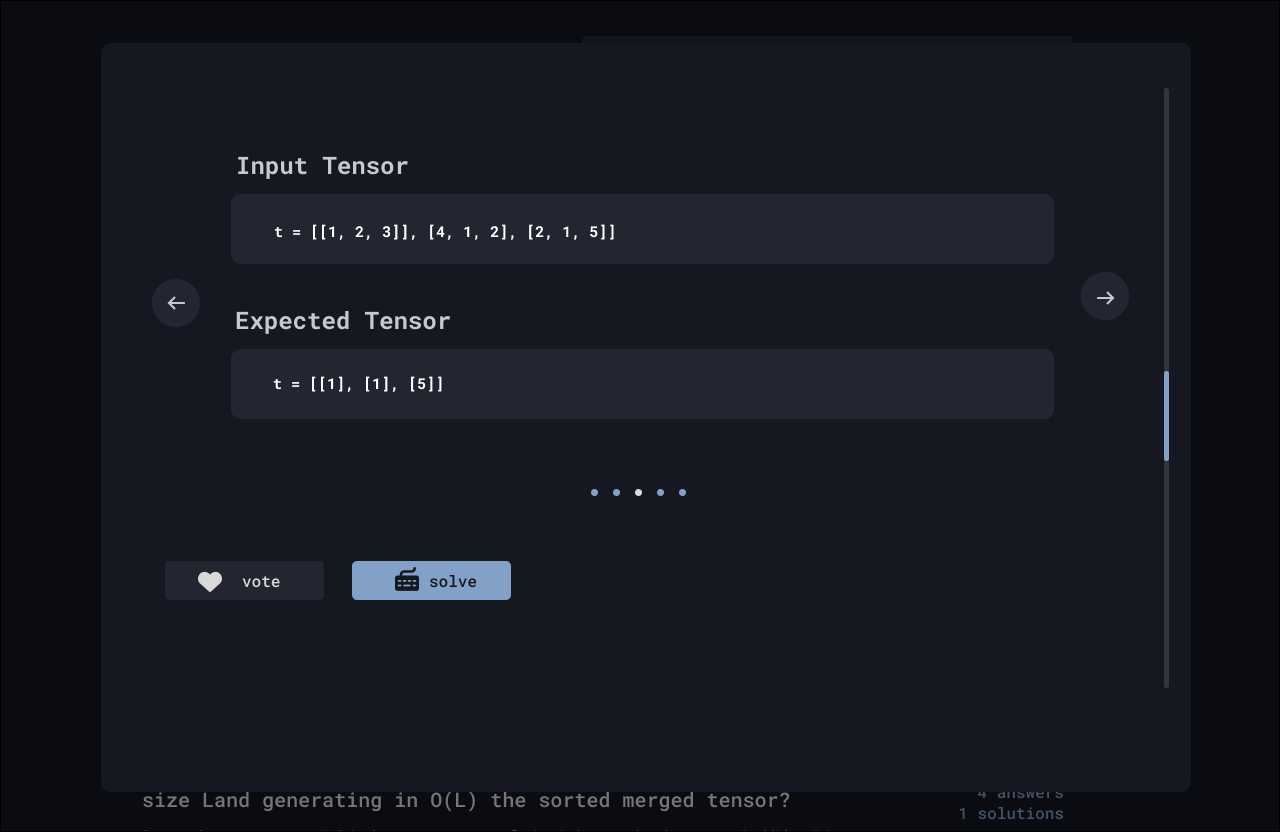 Input Tensor
t = [[1, 2, 3]], [4, 1, 2], [2, 1, 5]]
Expected Tensor
t = [[1], [1], [5]]
vote
solve
4 answers
size Land generating in O(L) the sorted merged tensor?
1 solutions